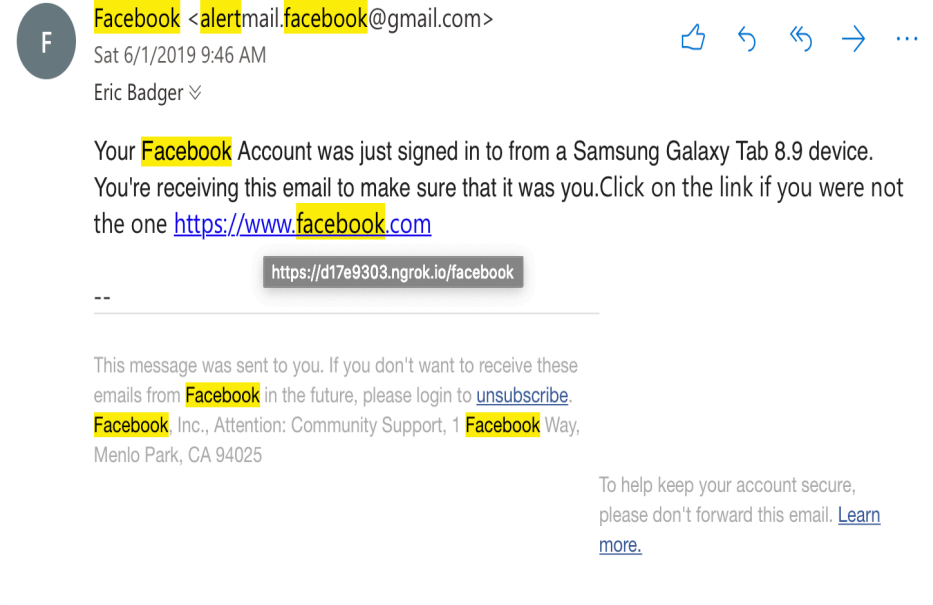 F
Facebook <alertmail.facebook@gmail.com>
Sat 6/1/2019 9:46 AM
Eric Badger
Your Facebook Account was just signed in to from a Samsung Galaxy Tab 8.9 device.
You're receiving this email to make sure that it was you.Click on the link if you were not
the one https://www.facebook.com
https://d17e9303.ngrok.io/facebook
--
This message was sent to you. If you don't want to receive these
emails from Facebook in the future, please login to unsubscribe.
Facebook, Inc., Attention: Community Support, 1 Facebook Way,
Menlo Park, CA 94025
To help keep your account secure,
please don't forward this email. Learn
more.